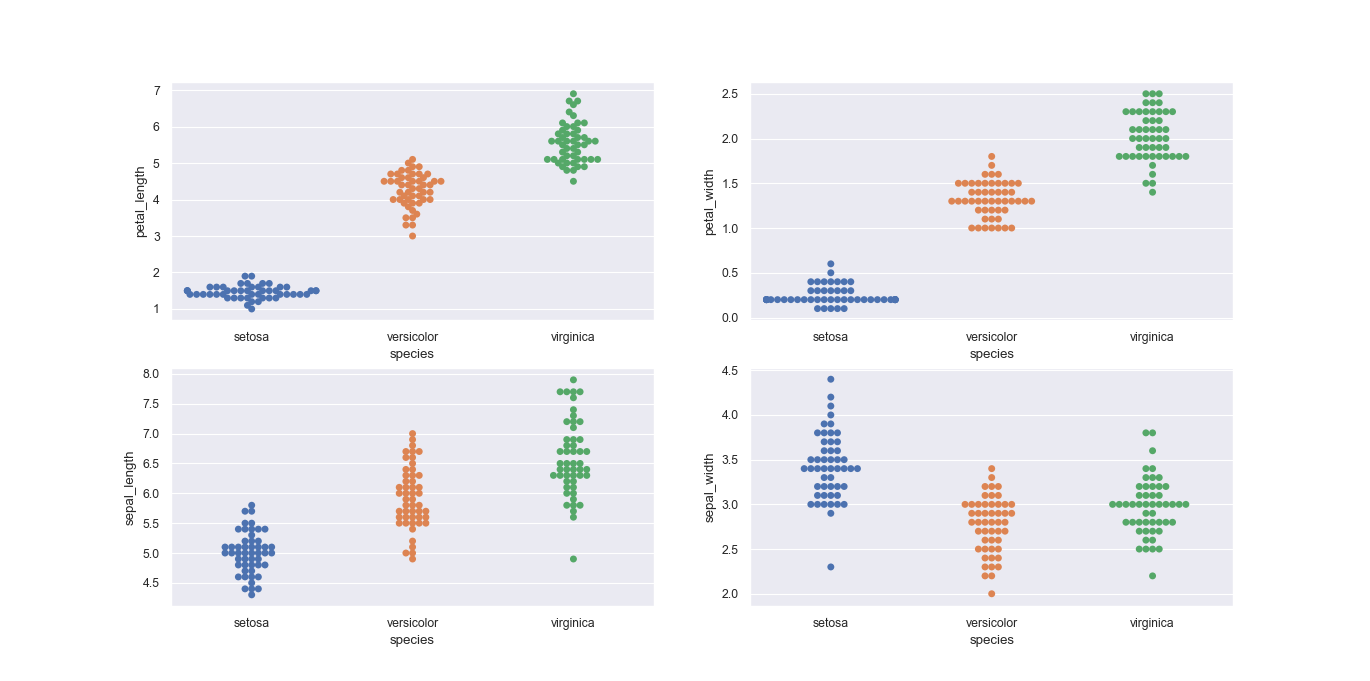 7
6
5
4
3
2
1
petal_length
setosa versicolor virginica
species
2.5
2.0
1.5
1.0
0.5
0.0
petal_width
setosa versicolor virginica
species
8.0
7.5
7.0
6.5
6.0
5.5
5.0
4.5
sepal_length
setosa versicolor virginica
species
4.5
4.0
3.5
3.0
2.5
2.0
sepal_width
setosa versicolor virginica
species